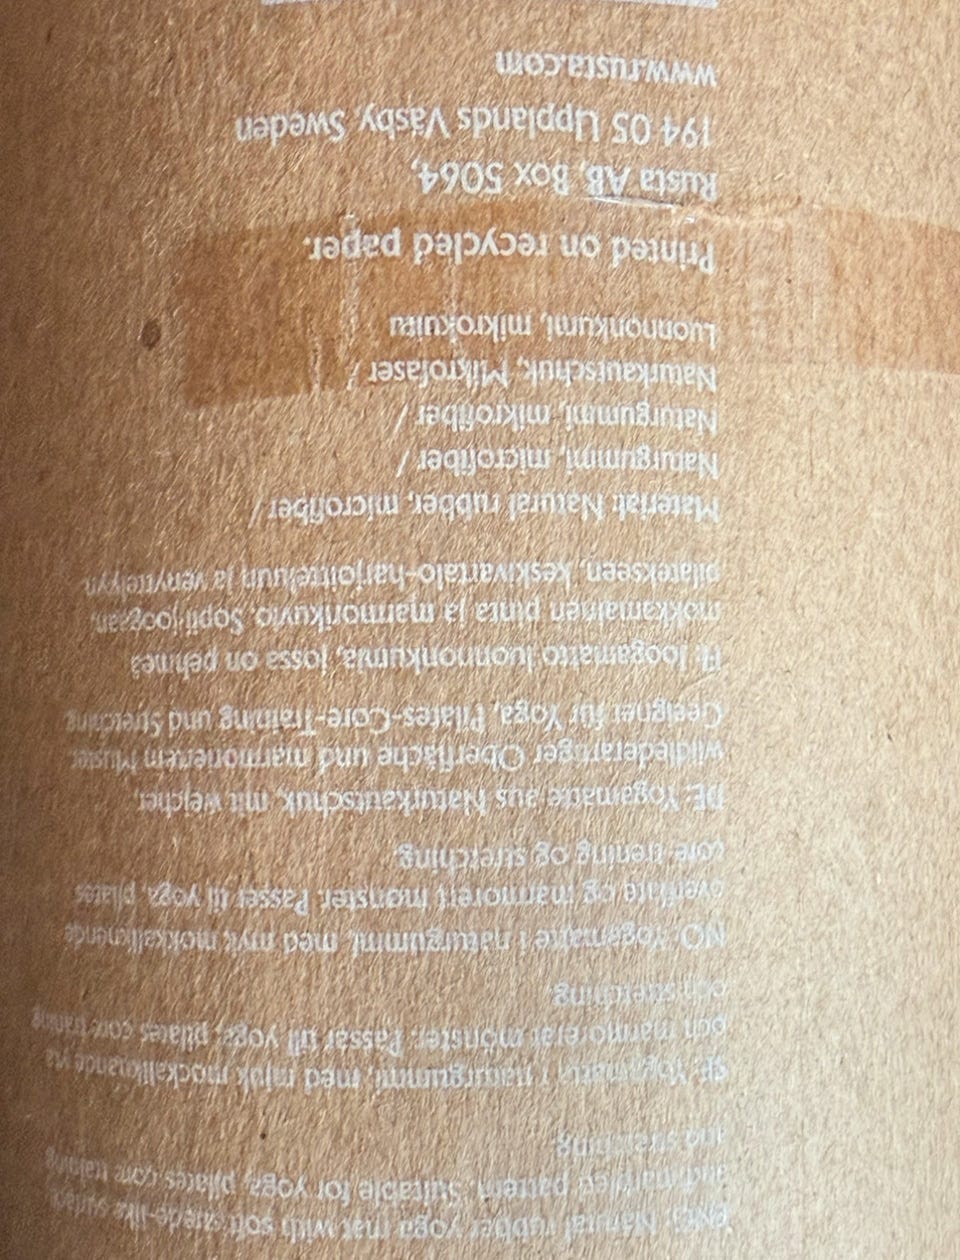 ENG: Natural rubber yoga mat with soft suede-like surface
and marbled pattern. Suitable for yoga, pilates core training
and stretching.
SE: Yogamatta i naturgummi, med mjuk mockaliknande yta
och marmorerat mönster. Passar till yoga, pilates core träning
och stretching.
NO: Yogamatte i naturgummi, med myk mokkaliknende
overflate og marmorert mønster. Passer til yoga, pilates
core-trening og stretching.
DE: Yogamatte aus Naturkautschuk, mit weicher,
wildlederartiger Oberfläche und marmoriertem Muster.
Geeignet für Yoga, Pilates-Core-Training und Stretching.
FI: Joogamatto luonnonkumia, jossa on pehmeä
mokkamainen pinta ja marmorikuvio. Sopii joogaan,
pilatekseen, keskivartalo-harjoitteluun ja venyttelyyn.
Material: Natural rubber, microfiber /
Naturgummi, microfiber /
Naturgummi, mikrofiber /
Naturkautschuk, Mikrofaser /
Luonnonkumi, mikrokuitu
Printed on recycled paper.
Rusta AB, Box 5064,
194 05 Upplands Väsby, Sweden
www.rusta.com